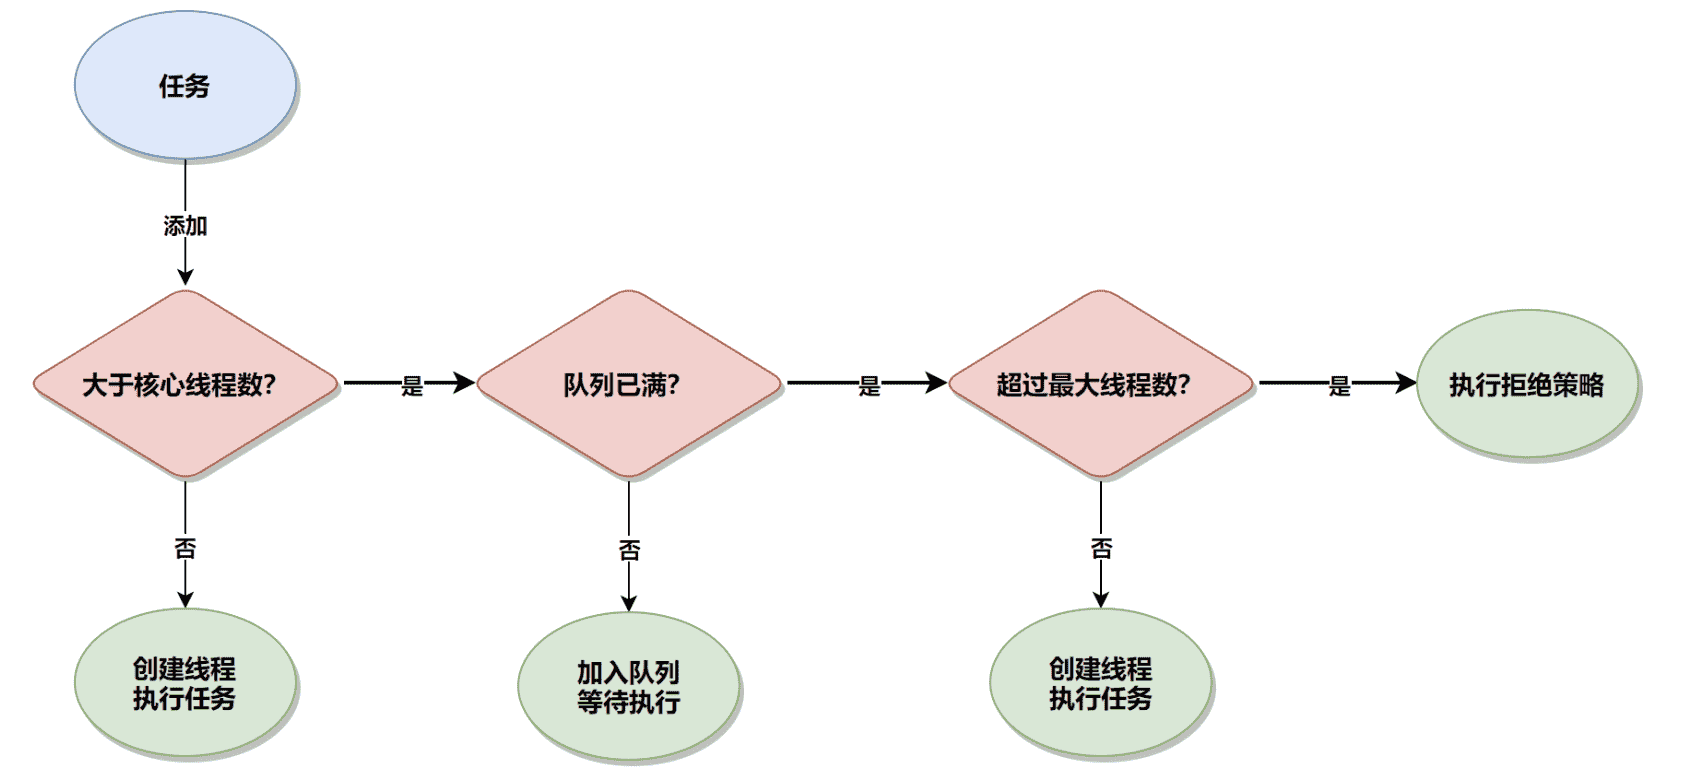 任务
添加
大于核心线程数?
是
队列已满?
是
超过最大线程数?
是
执行拒绝策略
否
否
否
创建线程
执行任务
加入队列
等待执行
创建线程
执行任务